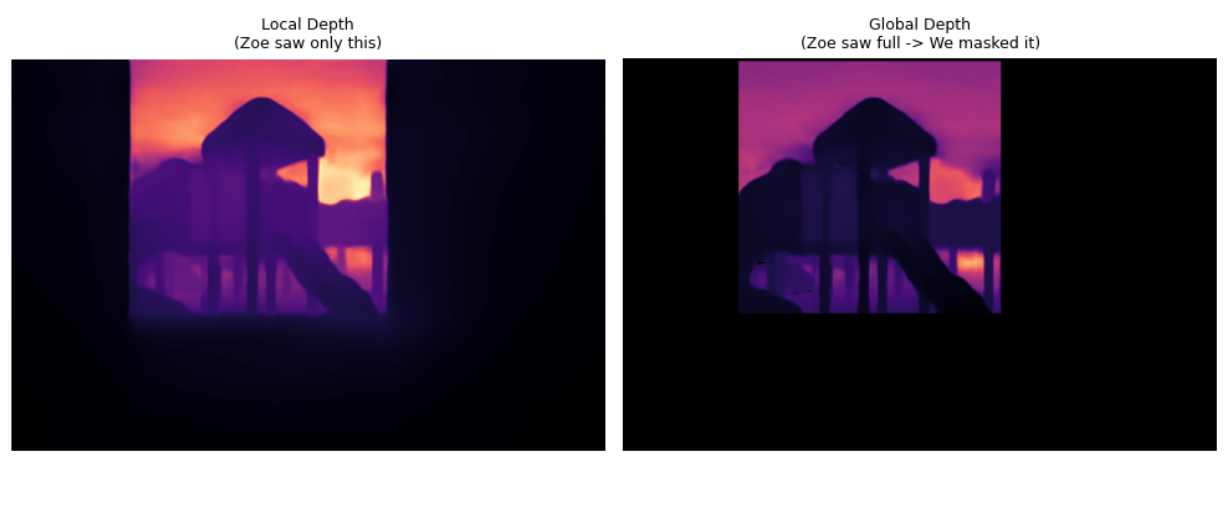 Local Depth
(Zoe saw only this)
Global Depth
(Zoe saw full -> We masked it)